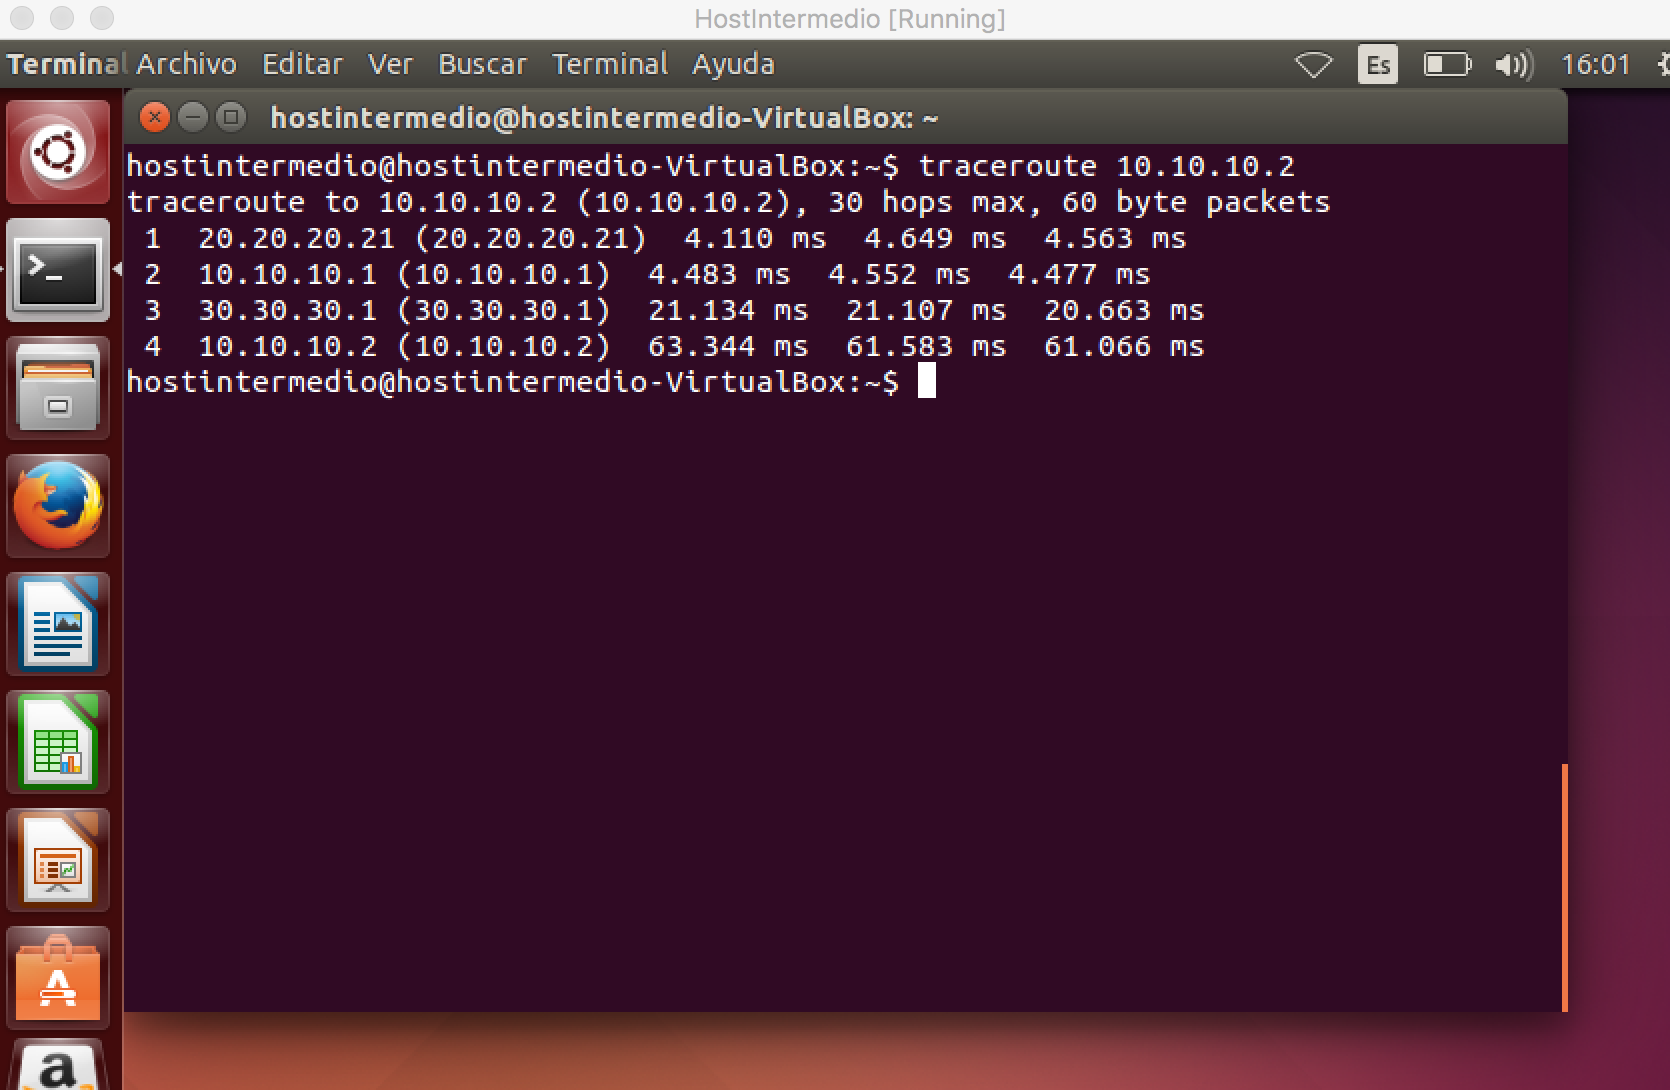 HostIntermedio [Running]
Terminal Archivo Editar Ver Buscar Terminal Ayuda Es 16:01
hostintermedio@hostintermedio-VirtualBox: ~
hostintermedio@hostintermedio-VirtualBox:~$ traceroute 10.10.10.2
traceroute to 10.10.10.2 (10.10.10.2), 30 hops max, 60 byte packets
 1  20.20.20.21 (20.20.20.21)  4.110 ms  4.649 ms  4.563 ms
 2  10.10.10.1 (10.10.10.1)  4.483 ms  4.552 ms  4.477 ms
 3  30.30.30.1 (30.30.30.1)  21.134 ms  21.107 ms  20.663 ms
 4  10.10.10.2 (10.10.10.2)  63.344 ms  61.583 ms  61.066 ms
hostintermedio@hostintermedio-VirtualBox:~$